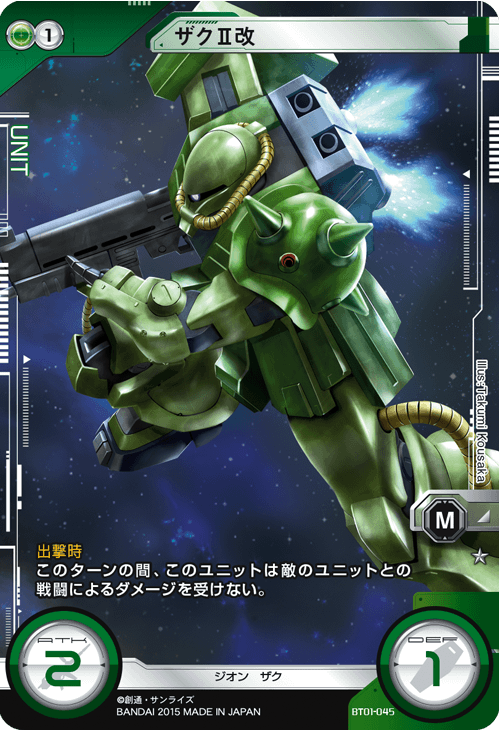 1
ザクⅡ改
UNIT
Illus:Takumi Kousaka
M
出撃時
このターンの間、このユニットは敵のユニットとの
戦闘によるダメージを受けない。
ATK
2
DEF
1
ジオン ザク
©創通・サンライズ
BANDAI 2015 MADE IN JAPAN
BT01-045